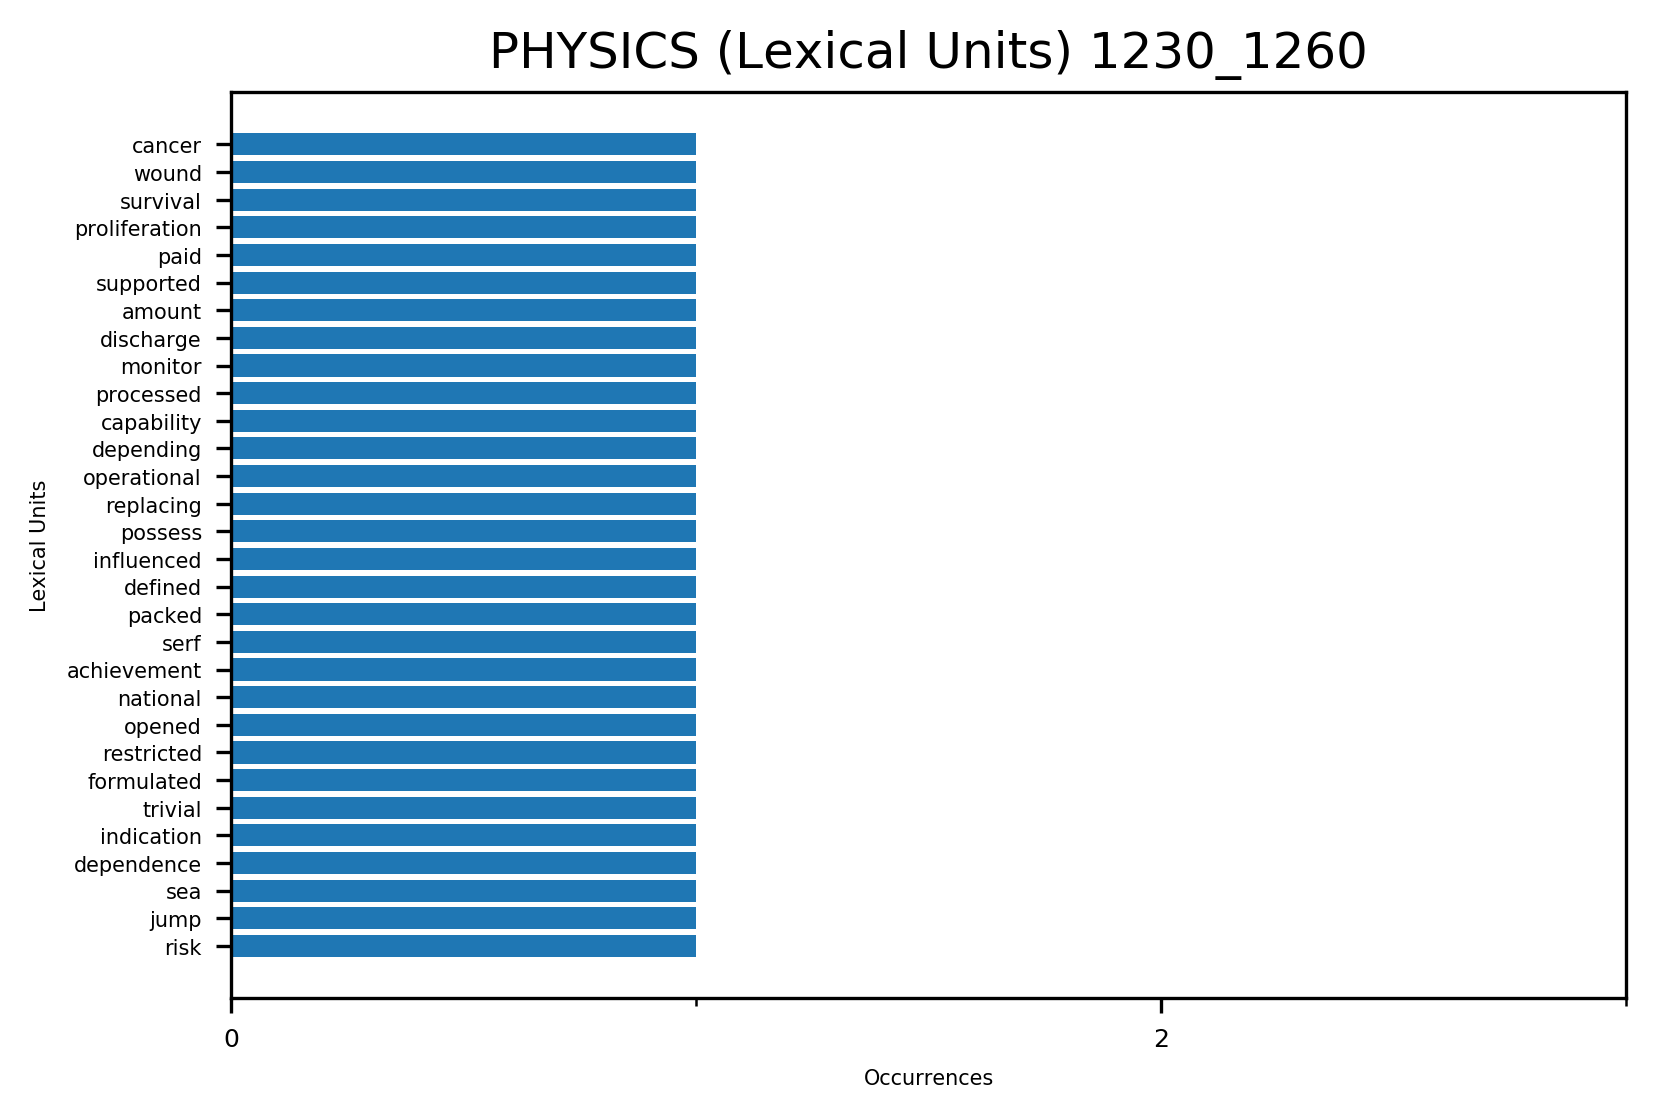 PHYSICS (Lexical Units) 1230_1260
cancer
wound
survival
proliferation
paid
supported
amount
discharge
monitor
processed
capability
depending
operational
replacing
possess
influenced
defined
packed
serf
achievement
national
opened
restricted
formulated
trivial
indication
dependence
sea
jump
risk
Lexical Units
0 2
Occurrences